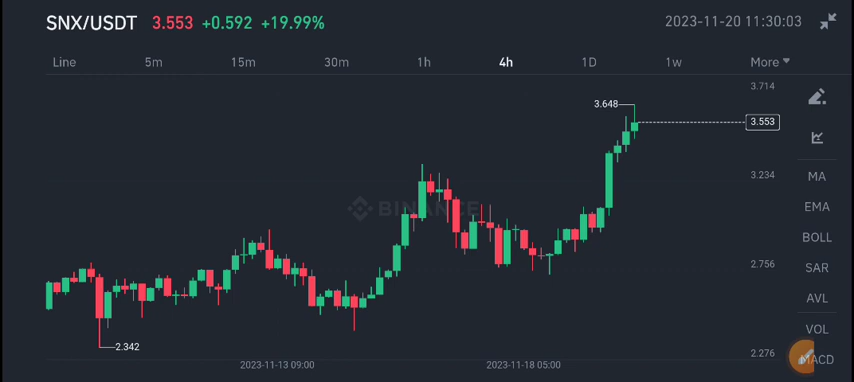 SNX/USDT 3.553 +0.592 +19.99% 2023-11-20 11:30:03
Line 5m 15m 30m 1h 4h 1D 1w More
3.714
3.648
3.553
3.234
2.756
2.342
2.276
BINANCE
2023-11-13 09:00 2023-11-18 05:00
MA
EMA
BOLL
SAR
AVL
VOL
MACD